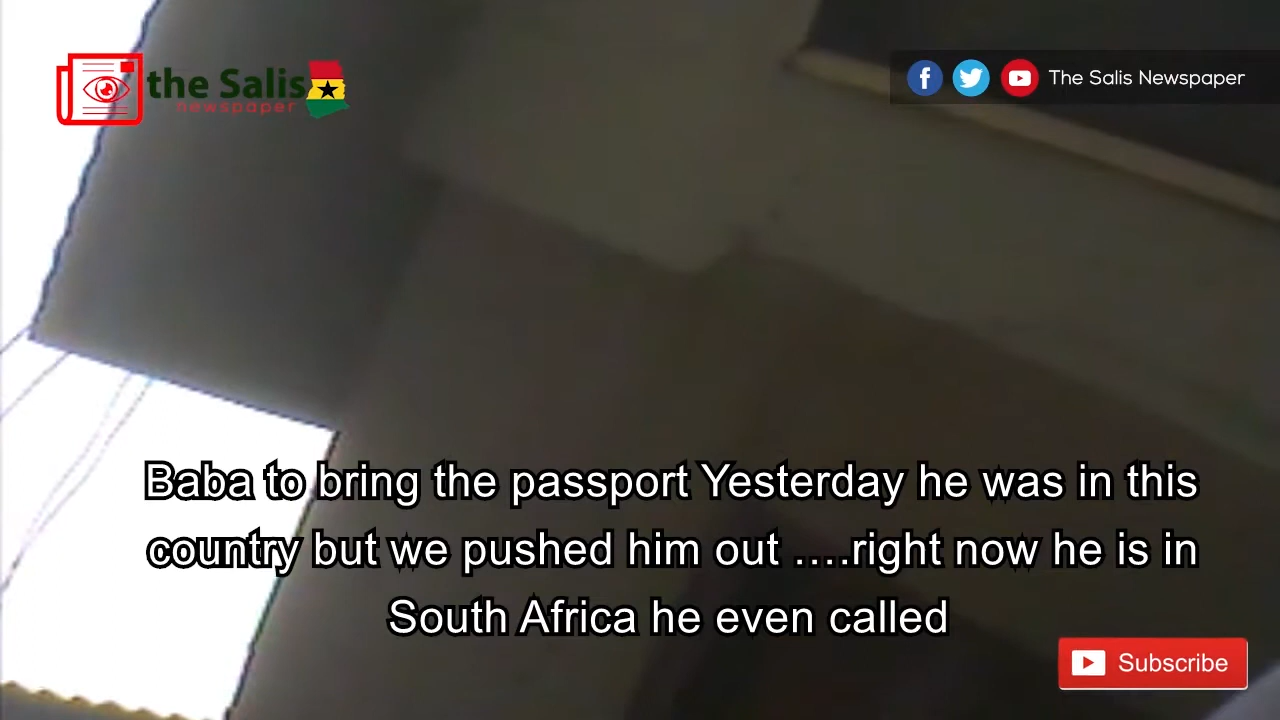 the Salis
newspaper
The Salis Newspaper
Baba to bring the passport Yesterday he was in this
country but we pushed him out ....right now he is in
South Africa he even called
Subscribe